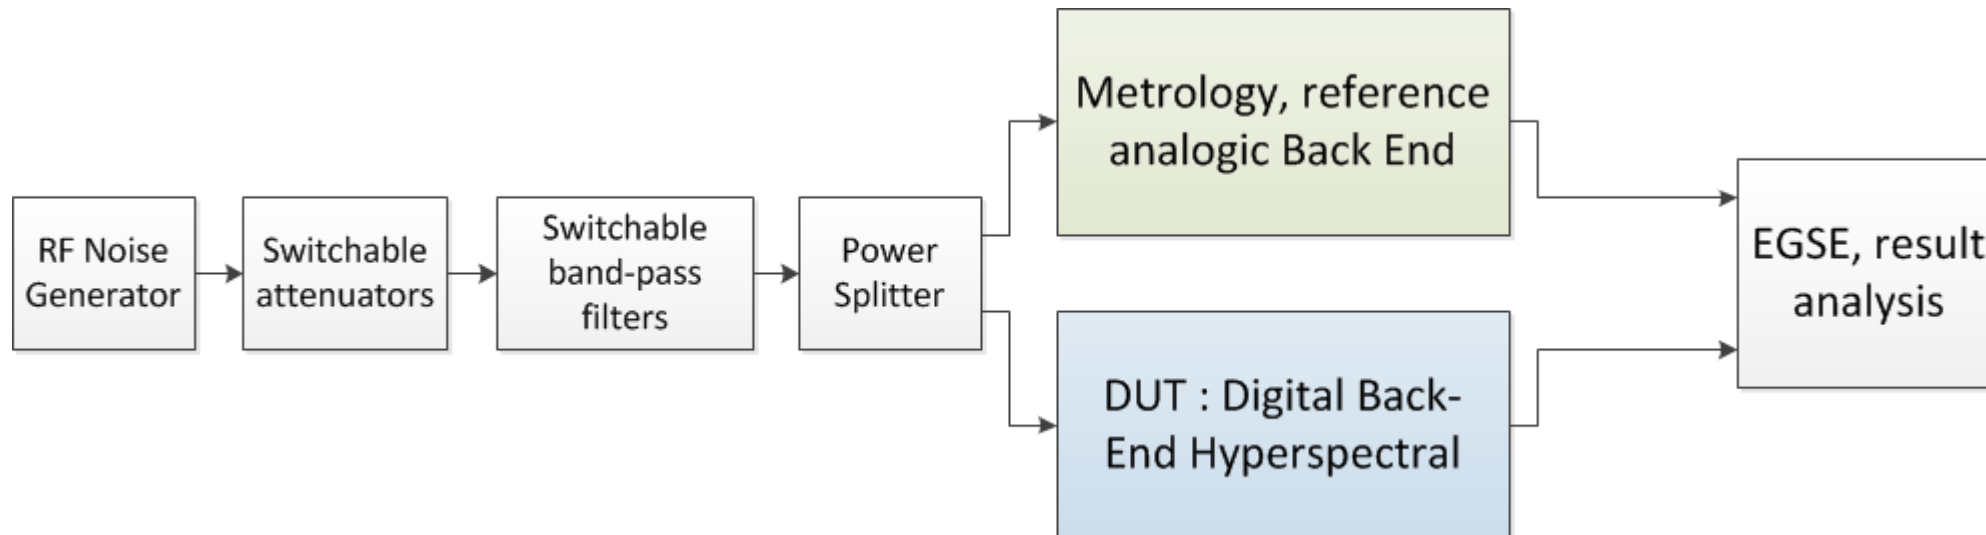 RF Noise
Generator
Switchable
attenuators
Switchable
band-pass
filters
Power
Splitter
Metrology, reference
analogic Back End
DUT : Digital Back-
End Hyperspectral
EGSE, result
analysis